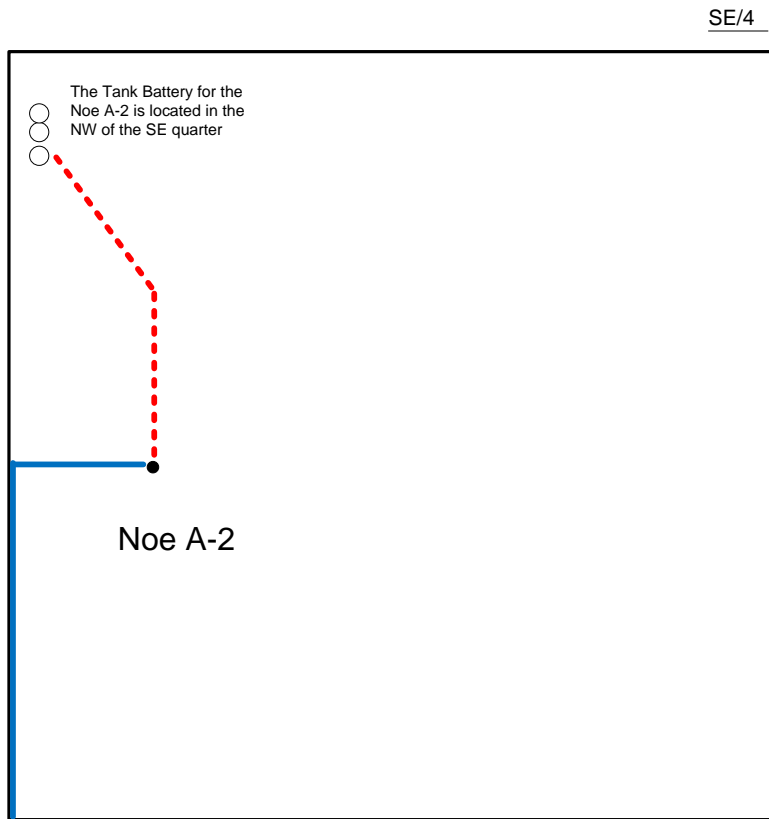 SE/4
The Tank Battery for the
Noe A-2 is located in the
NW of the SE quarter
Noe A-2